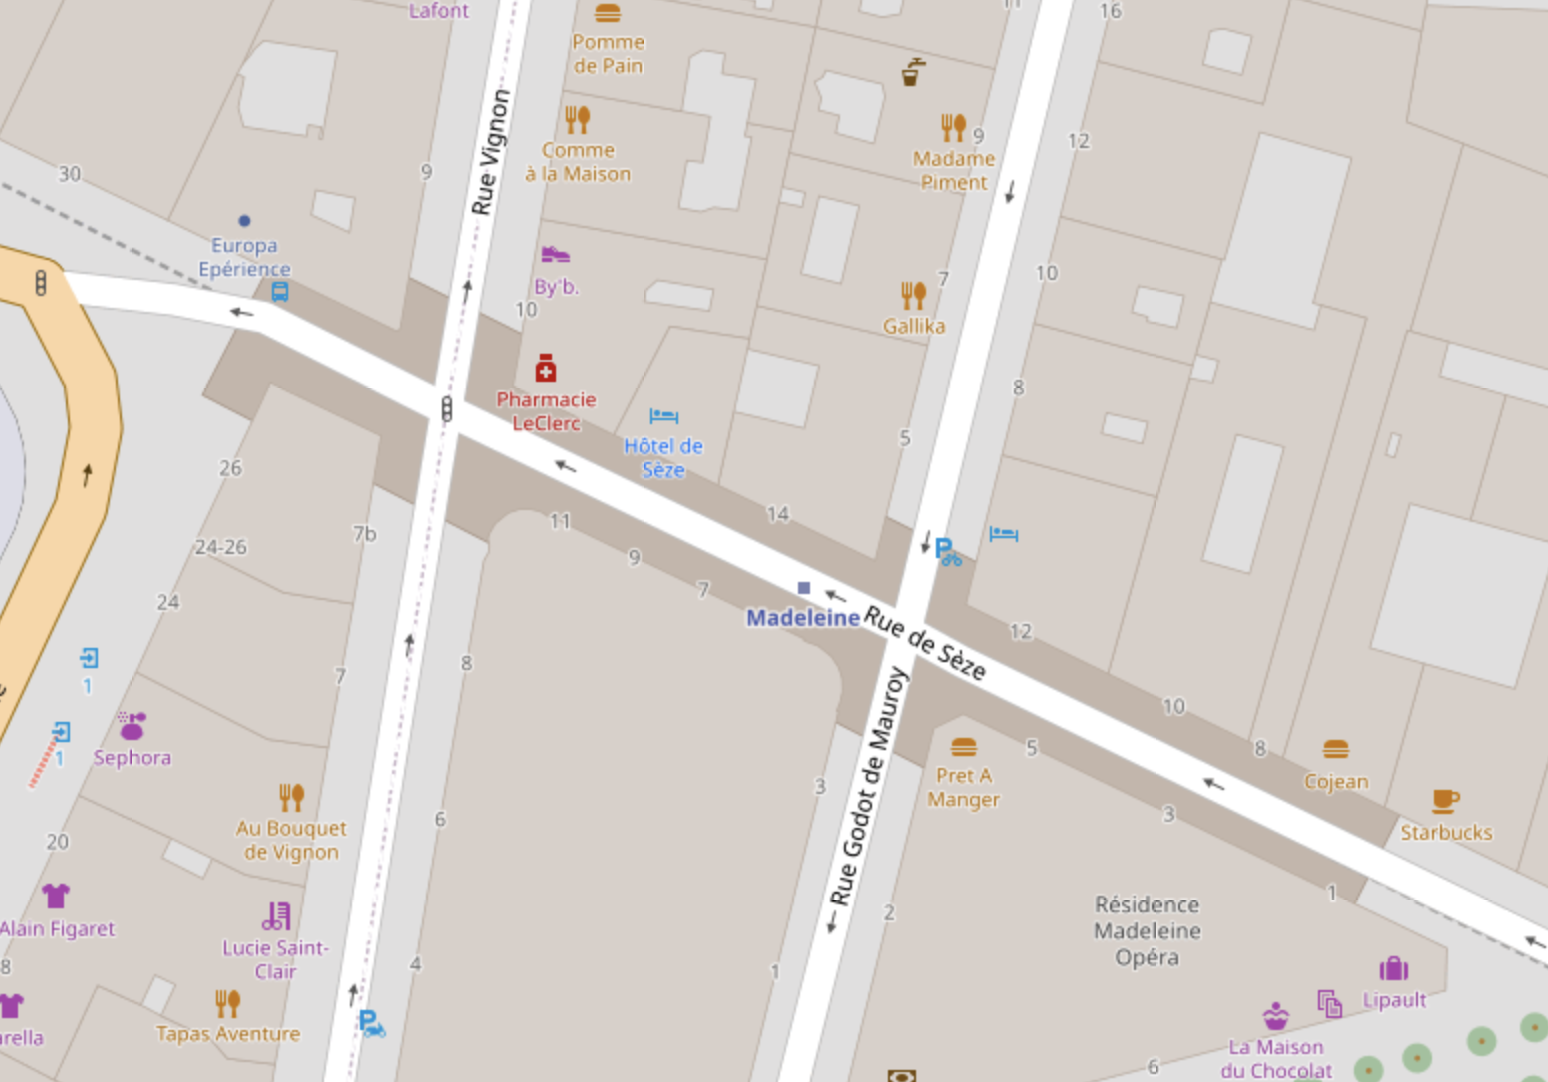 Lafont
11
16
Pomme
de Pain
Rue Vignon
Comme
à la Maison
9
12
Madame
Piment
30
9
Europa
Epérience
By'b.
7
10
10
Gallika
Pharmacie
LeClerc
8
Hôtel de
Sèze
5
26
14
11
7b
24-26
9
7
24
Madeleine
Rue de Sèze
12
1
7
8
10
Rue Godot de Mauroy
Sephora
1
5
8
Pret A
Manger
Cojean
3
3
Starbucks
Au Bouquet
de Vignon
6
20
1
Alain Figaret
2
Résidence
Madeleine
Opéra
Lucie Saint-
Clair
8
4
1
Lipault
Tapas Aventure
arella
P
P
La Maison
du Chocolat
6